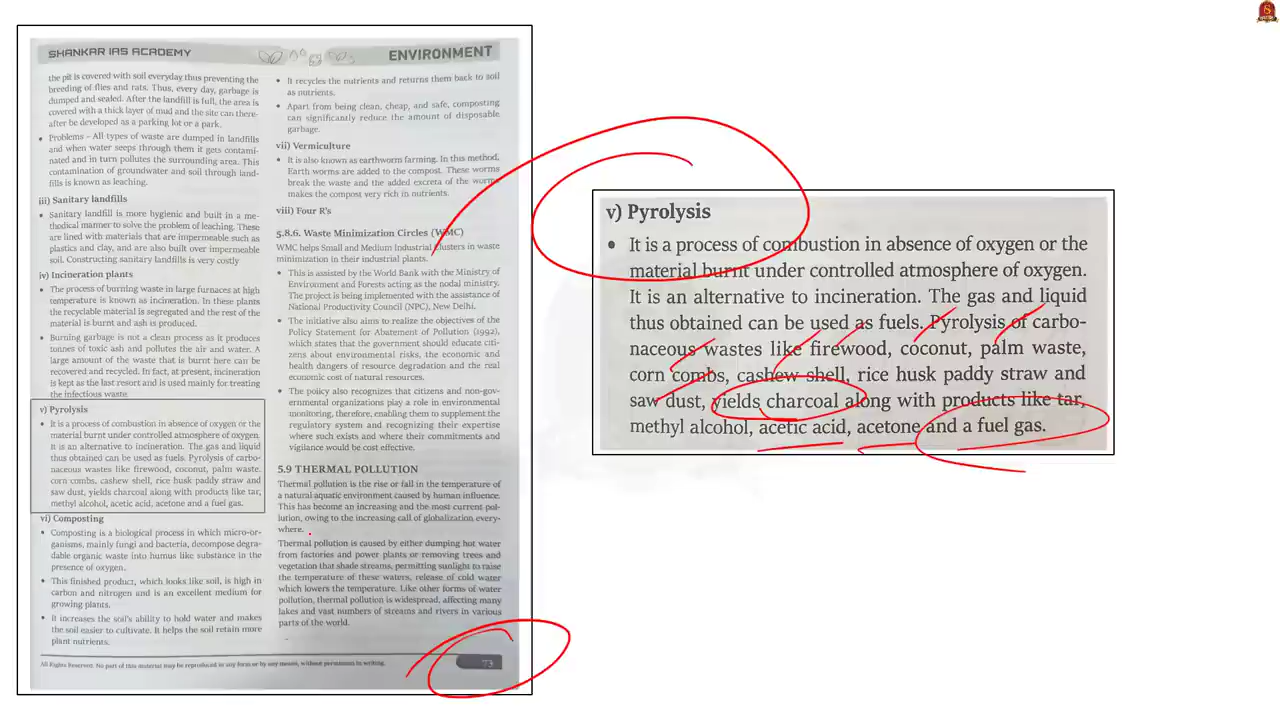 SHANKAR IAS ACADEMY
ENVIRONMENT
the pit is covered with soil everyday thus preventing the
breeding of flies and rats. Thus, every day, garbage is
dumped and sealed. After the landfill is full, the area is
covered with a thick layer of mud and the site can there-
after be developed as a parking lot or a park.
• Problems - All types of waste are dumped in landfills
and when water seeps through them it gets contami-
nated and in turn pollutes the surrounding area. This
contamination of groundwater and soil through land-
fills is known as leaching.
iii) Sanitary landfills
• Sanitary landfill is more hygienic and built in a me-
thodical manner to solve the problem of leaching. These
are lined with materials that are impermeable such as
plastics and clay, and are also built over impermeable
soil. Constructing sanitary landfills is very costly
iv) Incineration plants
• The process of burning waste in large furnaces at high
temperature is known as incineration. In these plants
the recyclable material is segregated and the rest of the
material is burnt and ash is produced.
• Burning garbage is not a clean process as it produces
tonnes of toxic ash and pollutes the air and water. A
large amount of the waste that is burnt here can be
recovered and recycled. In fact, at present, incineration
is kept as the last resort and is used mainly for treating
the infectious waste.
v) Pyrolysis
• It is a process of combustion in absence of oxygen or the
material burnt under controlled atmosphere of oxygen.
It is an alternative to incineration. The gas and liquid
thus obtained can be used as fuels. Pyrolysis of carbo-
naceous wastes like firewood, coconut, palm waste,
corn combs, cashew shell, rice husk paddy straw and
saw dust, yields charcoal along with products like tar,
methyl alcohol, acetic acid, acetone and a fuel gas.
vi) Composting
• Composting is a biological process in which micro-or-
ganisms, mainly fungi and bacteria, decompose degra-
dable organic waste into humus like substance in the
presence of oxygen.
• This finished product, which looks like soil, is high in
carbon and nitrogen and is an excellent medium for
growing plants.
• It increases the soil's ability to hold water and makes
the soil easier to cultivate. It helps the soil retain more
plant nutrients.
• It recycles the nutrients and returns them back to soil
as nutrients.
• Apart from being clean, cheap, and safe, composting
can significantly reduce the amount of disposable
garbage.
vii) Vermiculture
• It is also known as earthworm farming. In this method,
Earth worms are added to the compost. These worms
break the waste and the added excreta of the worms
makes the compost very rich in nutrients.
viii) Four R's
5.8.6. Waste Minimization Circles (WMC)
WMC helps Small and Medium Industrial Clusters in waste
minimization in their industrial plants.
• This is assisted by the World Bank with the Ministry of
Environment and Forests acting as the nodal ministry.
The project is being implemented with the assistance of
National Productivity Council (NPC), New Delhi.
• The initiative also aims to realize the objectives of the
Policy Statement for Abatement of Pollution (1992),
which states that the government should educate citi-
zens about environmental risks, the economic and
health dangers of resource degradation and the real
economic cost of natural resources.
• The policy also recognizes that citizens and non-gov-
ernmental organizations play a role in environmental
monitoring, therefore, enabling them to supplement the
regulatory system and recognizing their expertise
where such exists and where their commitments and
vigilance would be cost effective.
5.9 THERMAL POLLUTION
Thermal pollution is the rise or fall in the temperature of
a natural aquatic environment caused by human influence.
This has become an increasing and the most current pol-
lution, owing to the increasing call of globalization every-
where.
Thermal pollution is caused by either dumping hot water
from factories and power plants or removing trees and
vegetation that shade streams, permitting sunlight to raise
the temperature of these waters, release of cold water
which lowers the temperature. Like other forms of water
pollution, thermal pollution is widespread, affecting many
lakes and vast numbers of streams and rivers in various
parts of the world.
All Rights Reserved. No part of this material may be reproduced in any form or by any means, without permission in writing.
73
v) Pyrolysis
• It is a process of combustion in absence of oxygen or the
material burnt under controlled atmosphere of oxygen.
It is an alternative to incineration. The gas and liquid
thus obtained can be used as fuels. Pyrolysis of carbo-
naceous wastes like firewood, coconut, palm waste,
corn combs, cashew shell, rice husk paddy straw and
saw dust, yields charcoal along with products like tar,
methyl alcohol, acetic acid, acetone and a fuel gas.